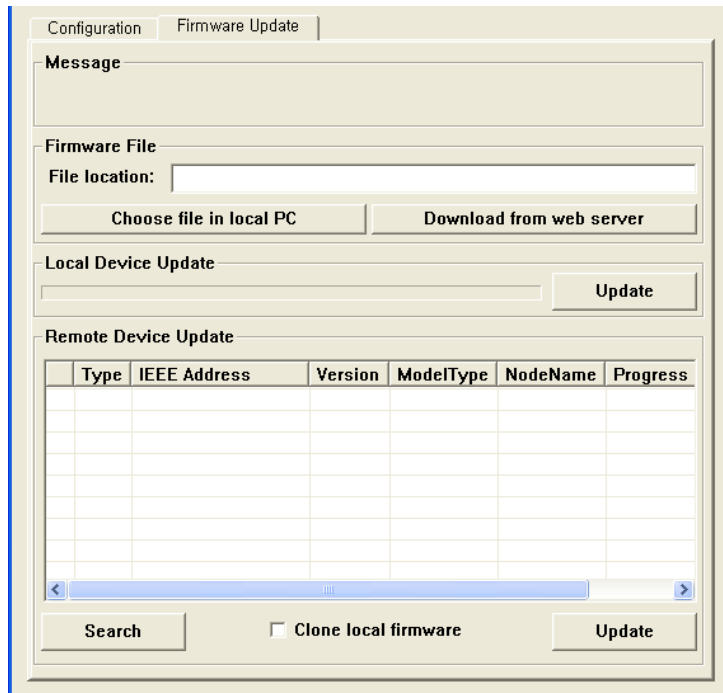 Configuration Firmware Update
Message
Firmware File
File location:
Choose file in local PC Download from web server
Local Device Update
Update
Remote Device Update
Type IEEE Address Version ModelType NodeName Progress
Search Clone local firmware Update